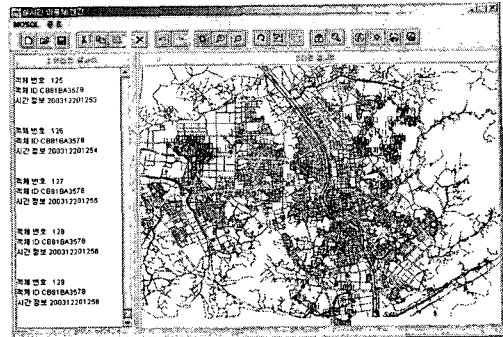 MOSQL 종료
객체 번호 125
객체 ID CB81BA3578
시간 정보 200312201253
객체 번호 126
객체 ID CB81BA3578
시간 정보 200312201254
객체 번호 127
객체 ID CB81BA3578
시간 정보 200312201255
객체 번호 128
객체 ID CB81BA3578
시간 정보 200312201256
객체 번호 128
객체 ID CB81BA3578
시간 정보 200312201258